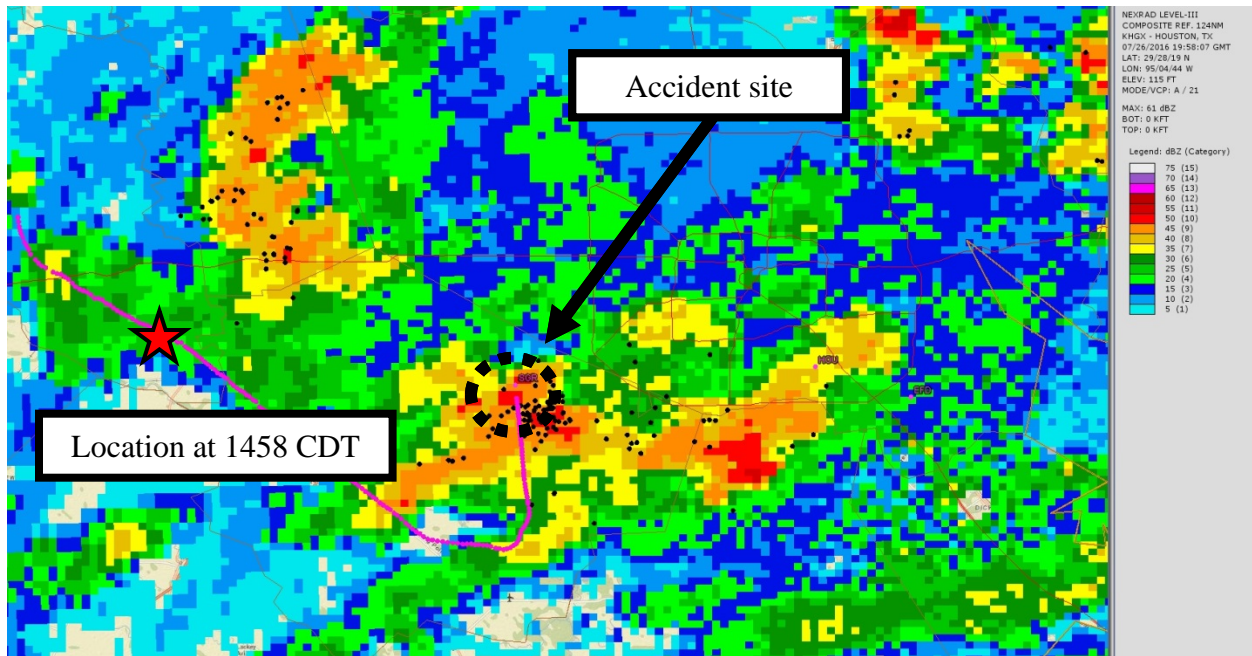 NEXRAD LEVEL-III
COMPOSITE REF. 124NM
KHGX - HOUSTON, TX
07/26/2016 19:58:07 GMT
LAT: 29/28/19 N
LON: 95/04/44 W
ELEV: 115 FT
MODE/VCP: A / 21
MAX: 61 dBZ
BOT: 0 KFT
TOP: 0 KFT
Legend: dBZ (Category)
75 (15)
70 (14)
65 (13)
60 (12)
55 (11)
50 (10)
45 (9)
40 (8)
35 (7)
30 (6)
25 (5)
20 (4)
15 (3)
10 (2)
5 (1)
Accident site
SGR
HOU
EFD
Location at 1458 CDT